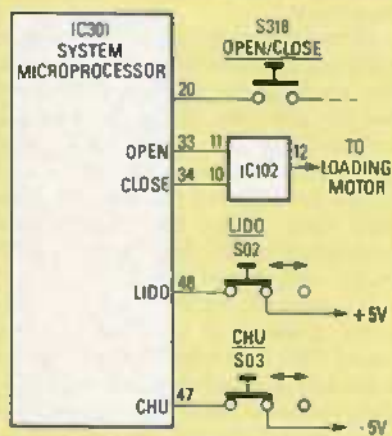 IC301
SYSTEM
MICROPROCESSOR
S318
OPEN/CLOSE
20
OPEN 33 11 IC102 12 TO
LOADING
MOTOR
CLOSE 34 10
LIDO
S02
LIDO 48
+5V
CHU
S03
CHU 47
-5V